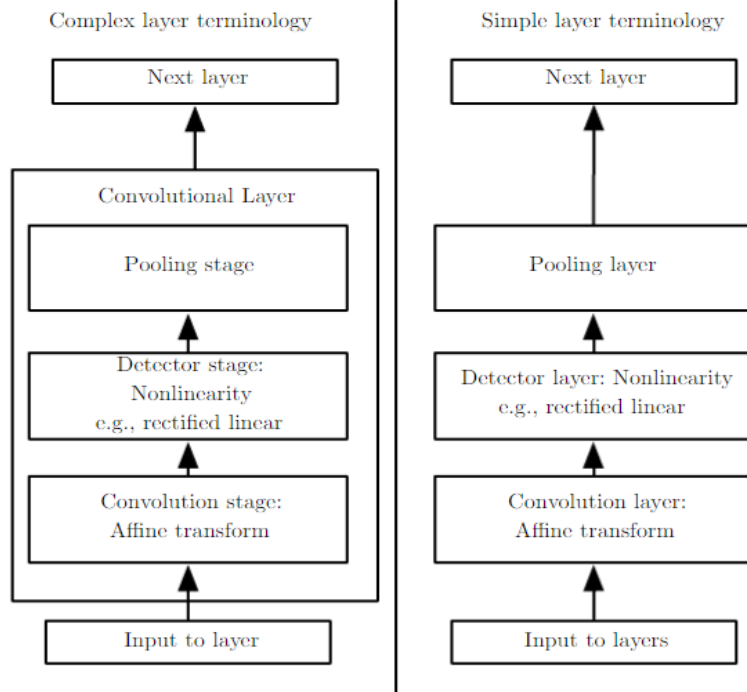 Complex layer terminology
Next layer
Convolutional Layer
Pooling stage
Detector stage:
Nonlinearity
e.g., rectified linear
Convolution stage:
Affine transform
Input to layer
Simple layer terminology
Next layer
Pooling layer
Detector layer: Nonlinearity
e.g., rectified linear
Convolution layer:
Affine transform
Input to layers